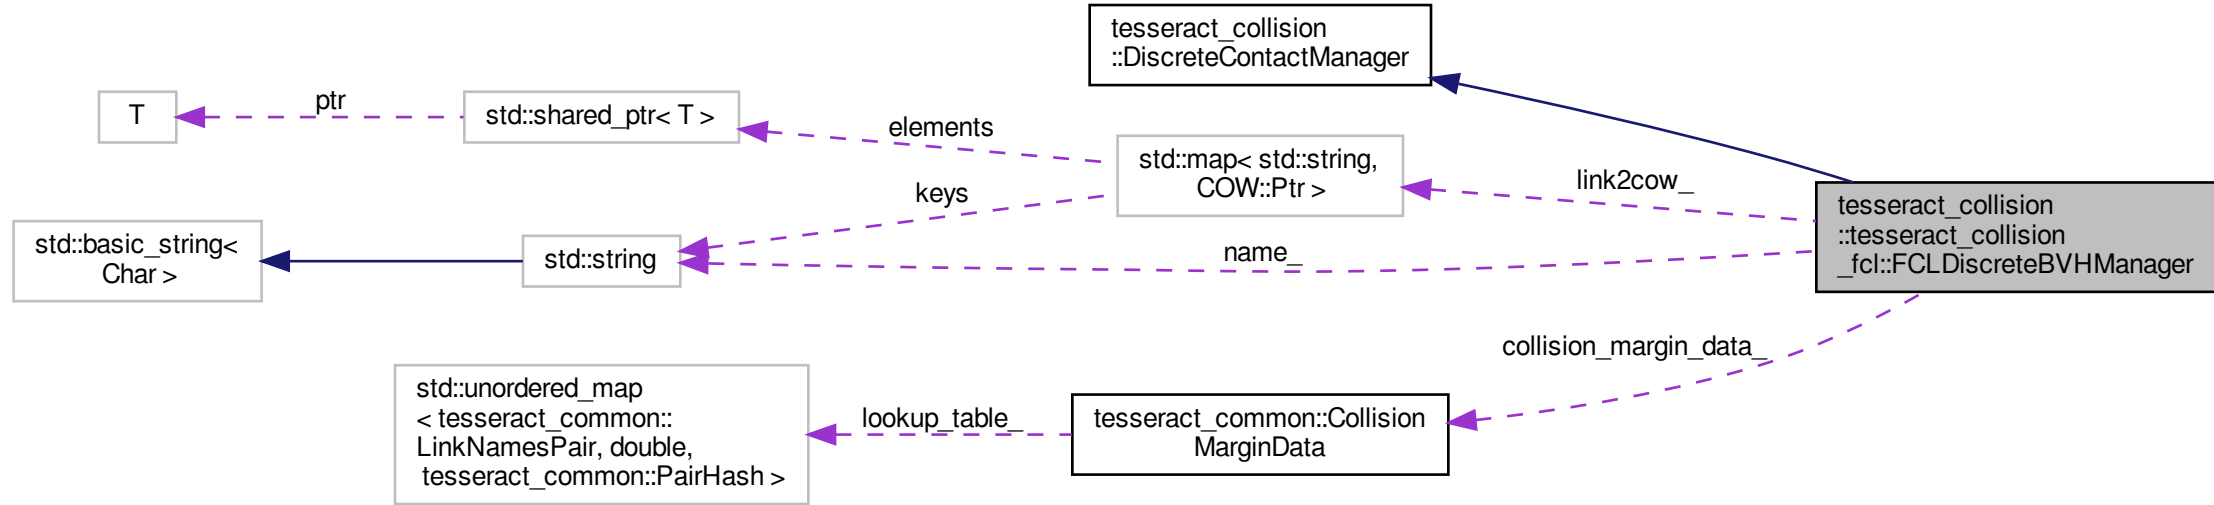 tesseract_collision
::DiscreteContactManager
T
ptr
std::shared_ptr< T >
elements
std::map< std::string,
COW::Ptr >
link2cow_
keys
tesseract_collision
::tesseract_collision
_fcl::FCLDiscreteBVHManager
std::basic_string<
Char >
std::string
name_
collision_margin_data_
std::unordered_map
< tesseract_common::
LinkNamesPair, double,
tesseract_common::PairHash >
lookup_table_
tesseract_common::Collision
MarginData